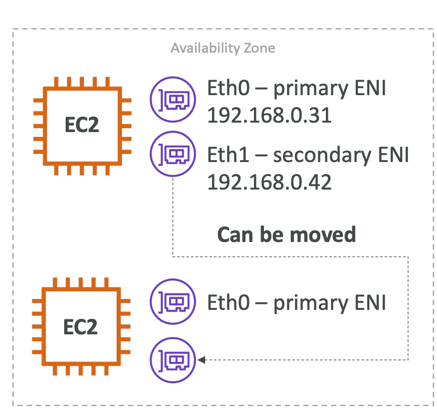 Availability Zone
EC2
Eth0 – primary ENI
192.168.0.31
Eth1 – secondary ENI
192.168.0.42
Can be moved
EC2
Eth0 – primary ENI